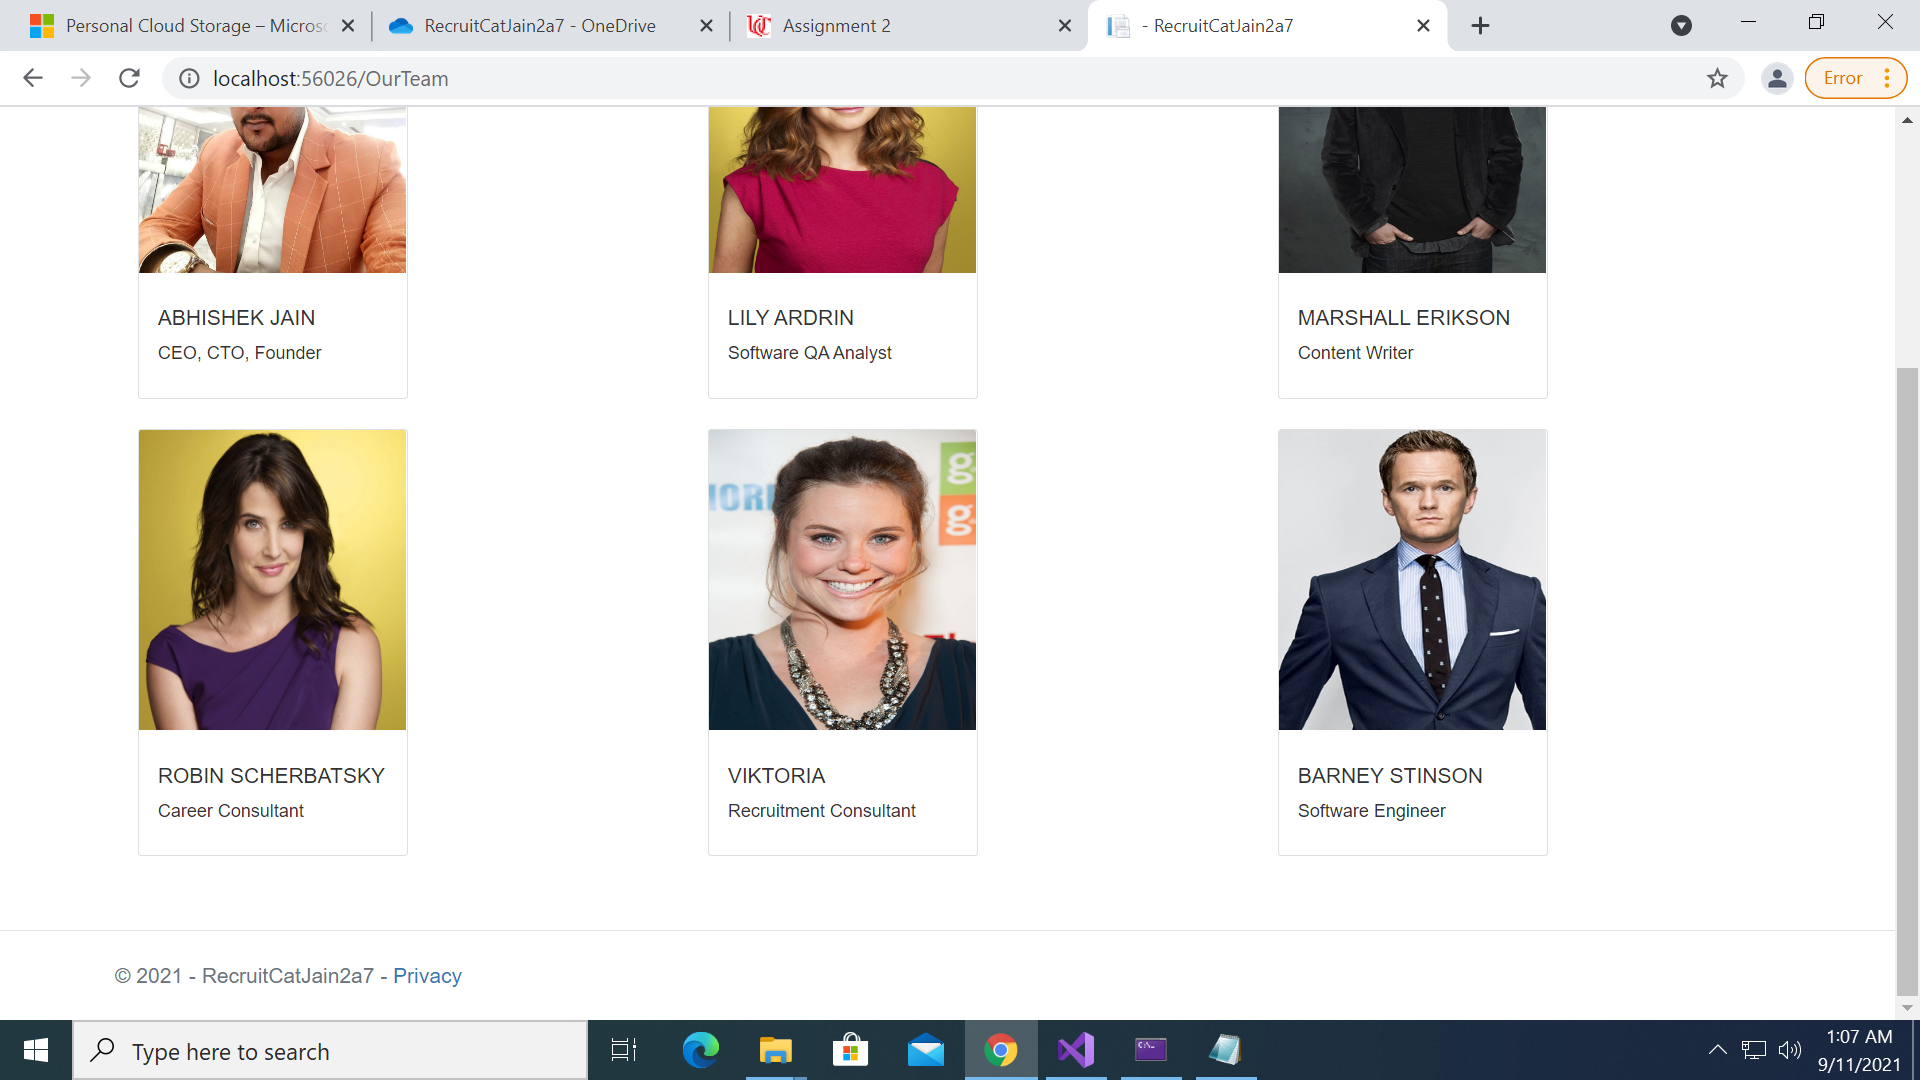 Personal Cloud Storage – Micros
RecruitCatJain2a7 - OneDrive
Assignment 2
- RecruitCatJain2a7
localhost:56026/OurTeam
Error
ABHISHEK JAIN
CEO, CTO, Founder
LILY ARDRIN
Software QA Analyst
MARSHALL ERIKSON
Content Writer
g.
g.
ROBIN SCHERBATSKY
Career Consultant
VIKTORIA
Recruitment Consultant
BARNEY STINSON
Software Engineer
© 2021 - RecruitCatJain2a7 - Privacy
Type here to search
1:07 AM
9/11/2021